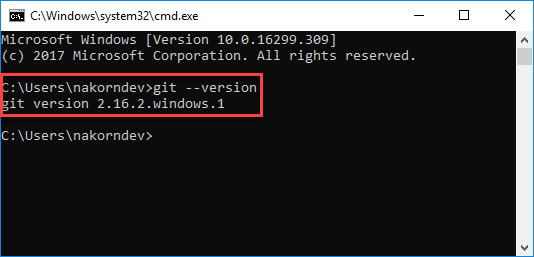 C:\Windows\system32\cmd.exe
Microsoft Windows [Version 10.0.16299.309]
(c) 2017 Microsoft Corporation. All rights reserved.
C:\Users\nakorndev>git --version
git version 2.16.2.windows.1
C:\Users\nakorndev>